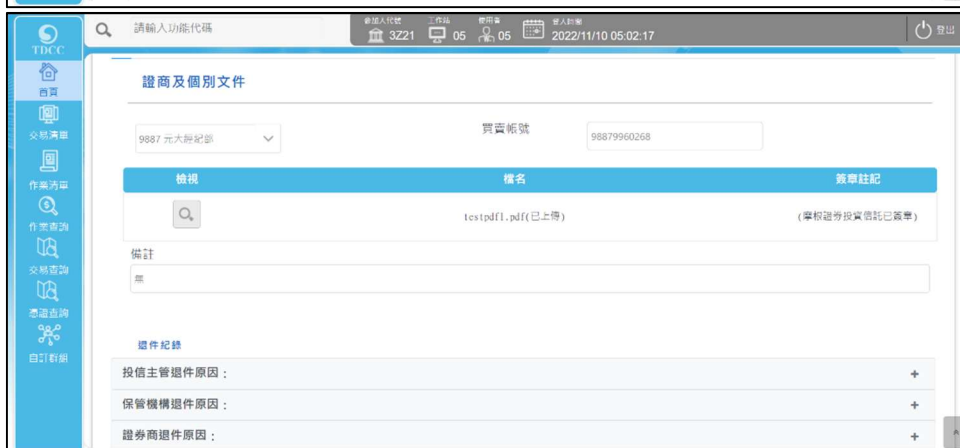 請輸入功能代碼
參加人代號 工作站 使用者 登入時間
3Z21 05 05 2022/11/10 05:02:17
登出
TDCC
首頁
交易清單
作業清單
作業查詢
交易查詢
憑證查詢
自訂群組
證商及個別文件
9887 元大經紀部
買賣帳號
98879960268
檢視 檔名 簽章註記
testpdf1.pdf(已上傳) (摩根證券投資信託已簽章)
備註
無
退件紀錄
投信主管退件原因：
保管機構退件原因：
證券商退件原因：